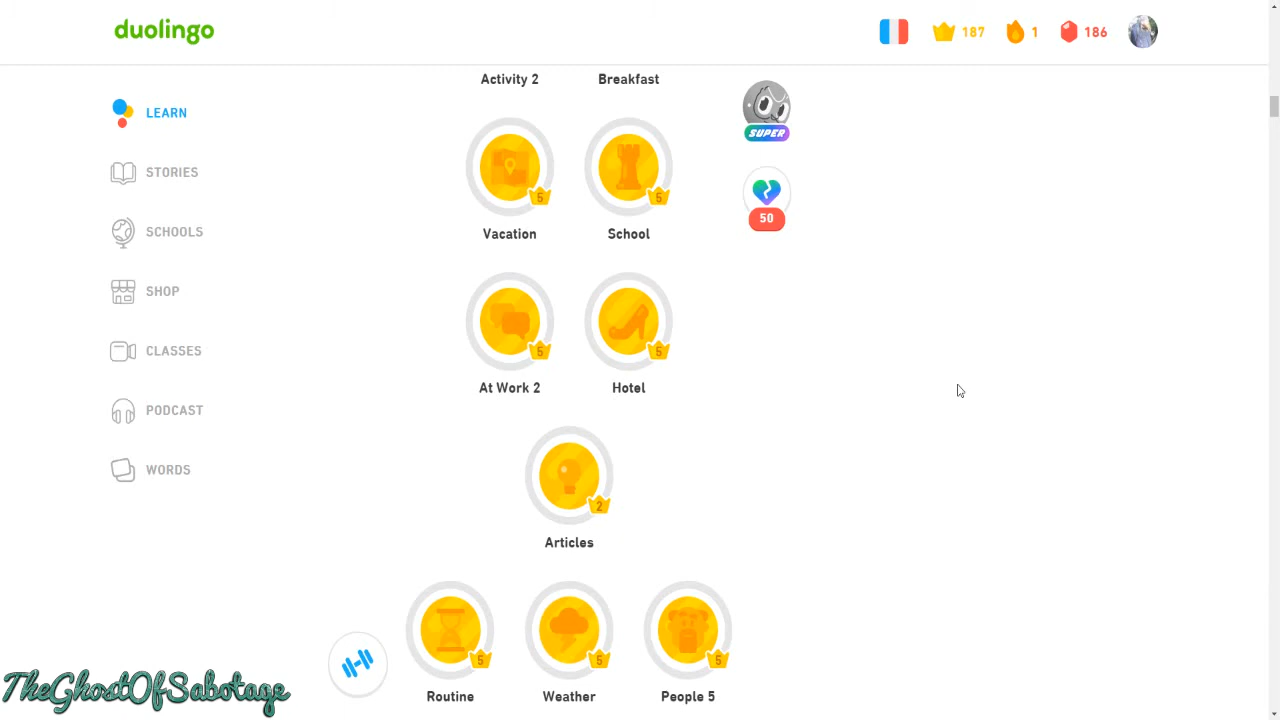 duolingo
187
1
186
Activity 2 Breakfast
LEARN
SUPER
5 5
STORIES
50
Vacation School
SCHOOLS
SHOP
5 5
CLASSES
At Work 2 Hotel
PODCAST
WORDS
2
Articles
5 5 5
Routine Weather People 5
TheGhostOfSabotage